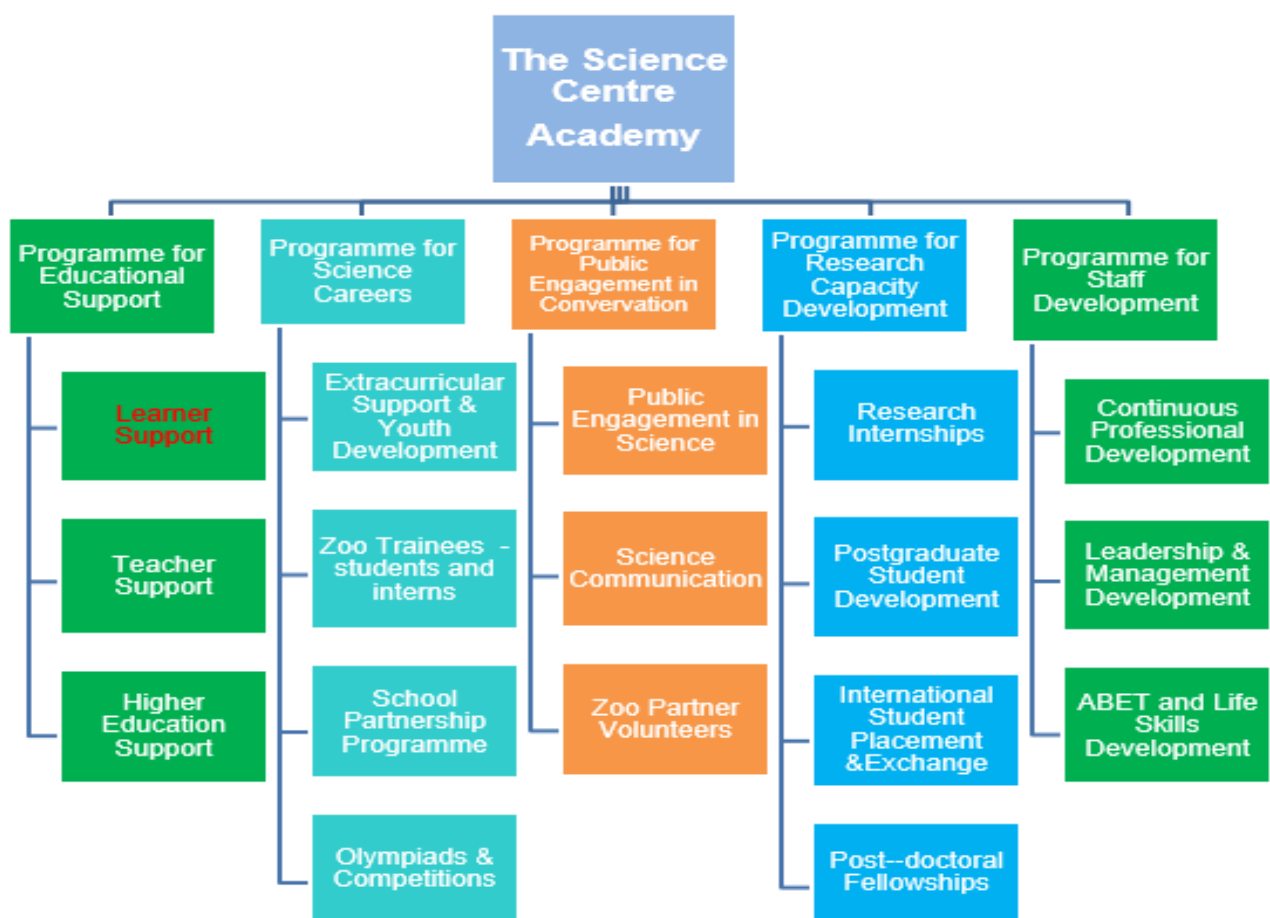 The Science
Centre
Academy
Programme for
Educational
Support
Learner
Support
Teacher
Support
Higher
Education
Support
Programme for
Science
Careers
Extracurricular
Support &
Youth
Development
Zoo Trainees -
students and
interns
School
Partnership
Programme
Olympiads &
Competitions
Programme for
Public
Engagement in
Convervation
Public
Engagement in
Science
Science
Communication
Zoo Partner
Volunteers
Programme for
Research
Capacity
Development
Research
Internships
Postgraduate
Student
Development
International
Student
Placement
&Exchange
Post--doctoral
Fellowships
Programme for
Staff
Development
Continuous
Professional
Development
Leadership &
Management
Development
ABET and Life
Skills
Development